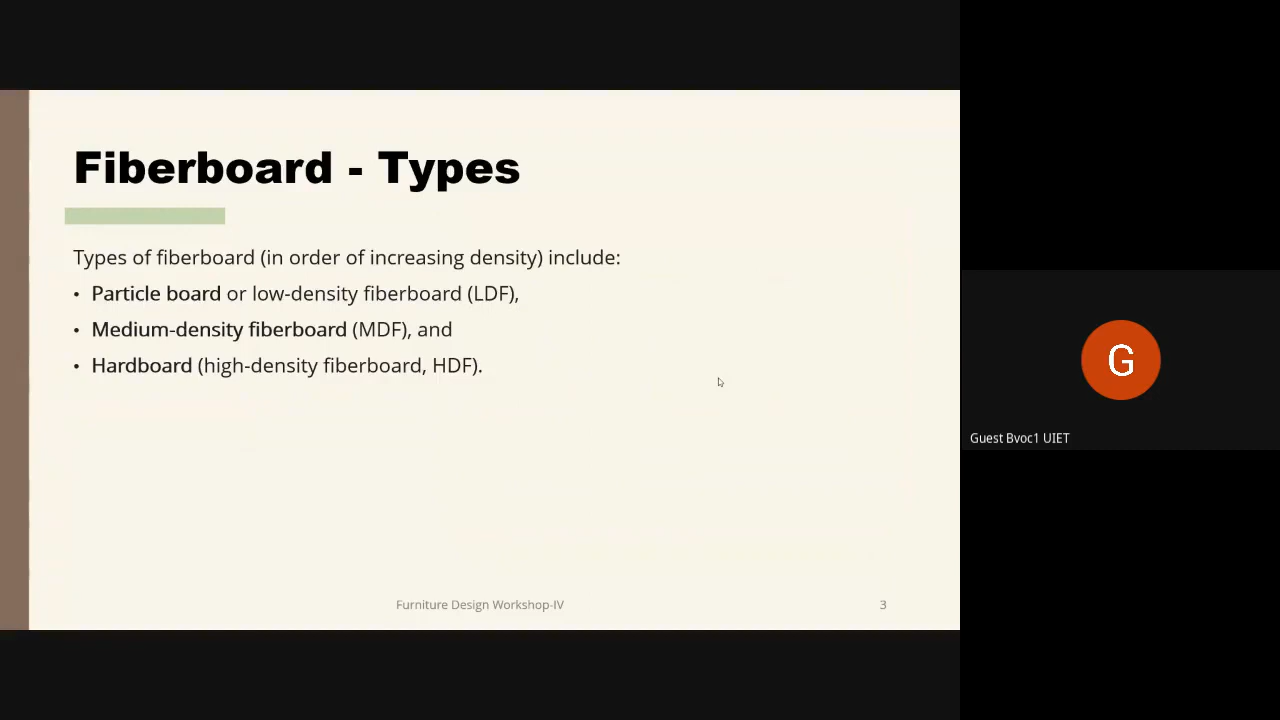 Fiberboard - Types
Types of fiberboard (in order of increasing density) include:
• Particle board or low-density fiberboard (LDF),
• Medium-density fiberboard (MDF), and
• Hardboard (high-density fiberboard, HDF).
Furniture Design Workshop-IV
3
G
Guest Bvoc1 UIET